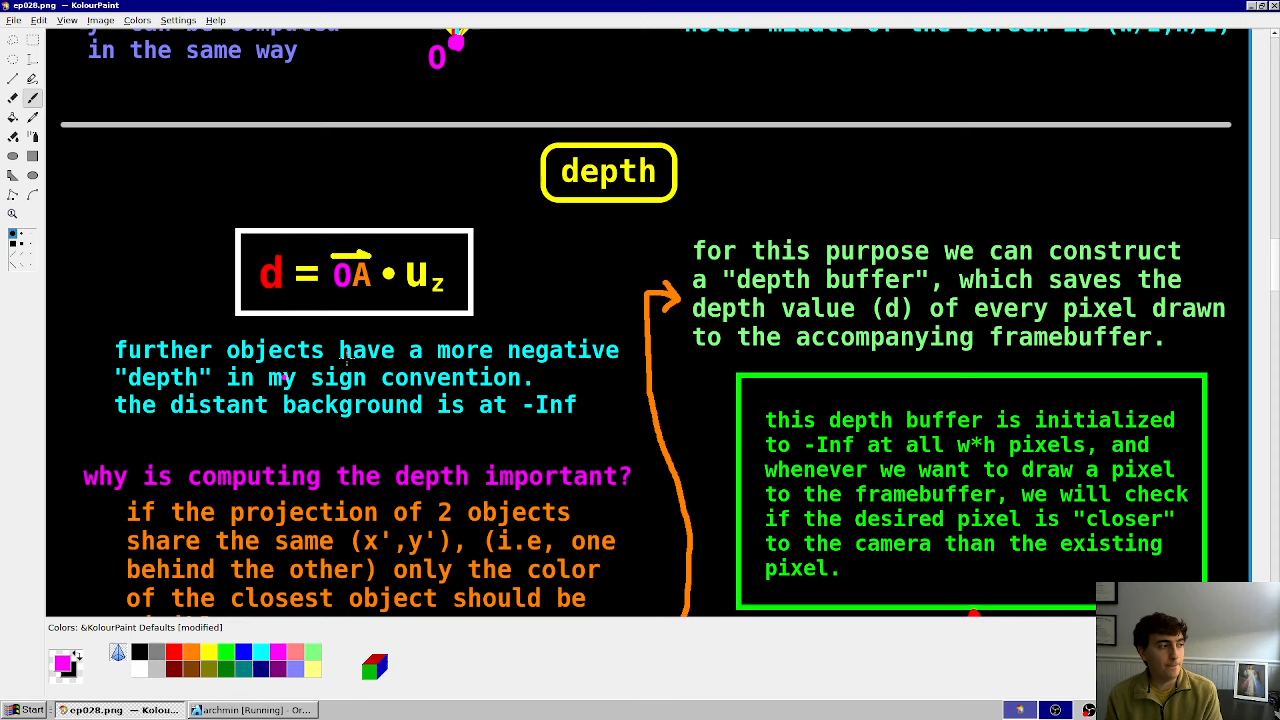 ep028.png — KolourPaint
File Edit View Image Colors Settings Help
in the same way
O
depth
d = OA • uz
further objects have a more negative
"depth" in my sign convention.
the distant background is at -Inf
why is computing the depth important?
if the projection of 2 objects
share the same (x',y'), (i.e, one
behind the other) only the color
of the closest object should be
for this purpose we can construct
a "depth buffer", which saves the
depth value (d) of every pixel drawn
to the accompanying framebuffer.
this depth buffer is initialized
to -Inf at all w*h pixels, and
whenever we want to draw a pixel
to the framebuffer, we will check
if the desired pixel is "closer"
to the camera than the existing
pixel.
Colors: &KolourPaint Defaults [modified]
Start
ep028.png — Kolou...
archmin [Running] - Or...